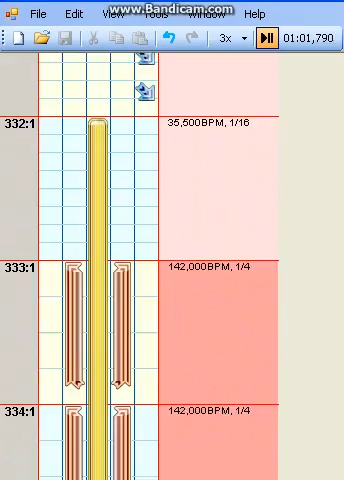 www.Bandicam.com
File Edit View Tools Window Help
3x 01:01,790
332:1 35,500BPM, 1/16
333:1 142,000BPM, 1/4
334:1 142,000BPM, 1/4